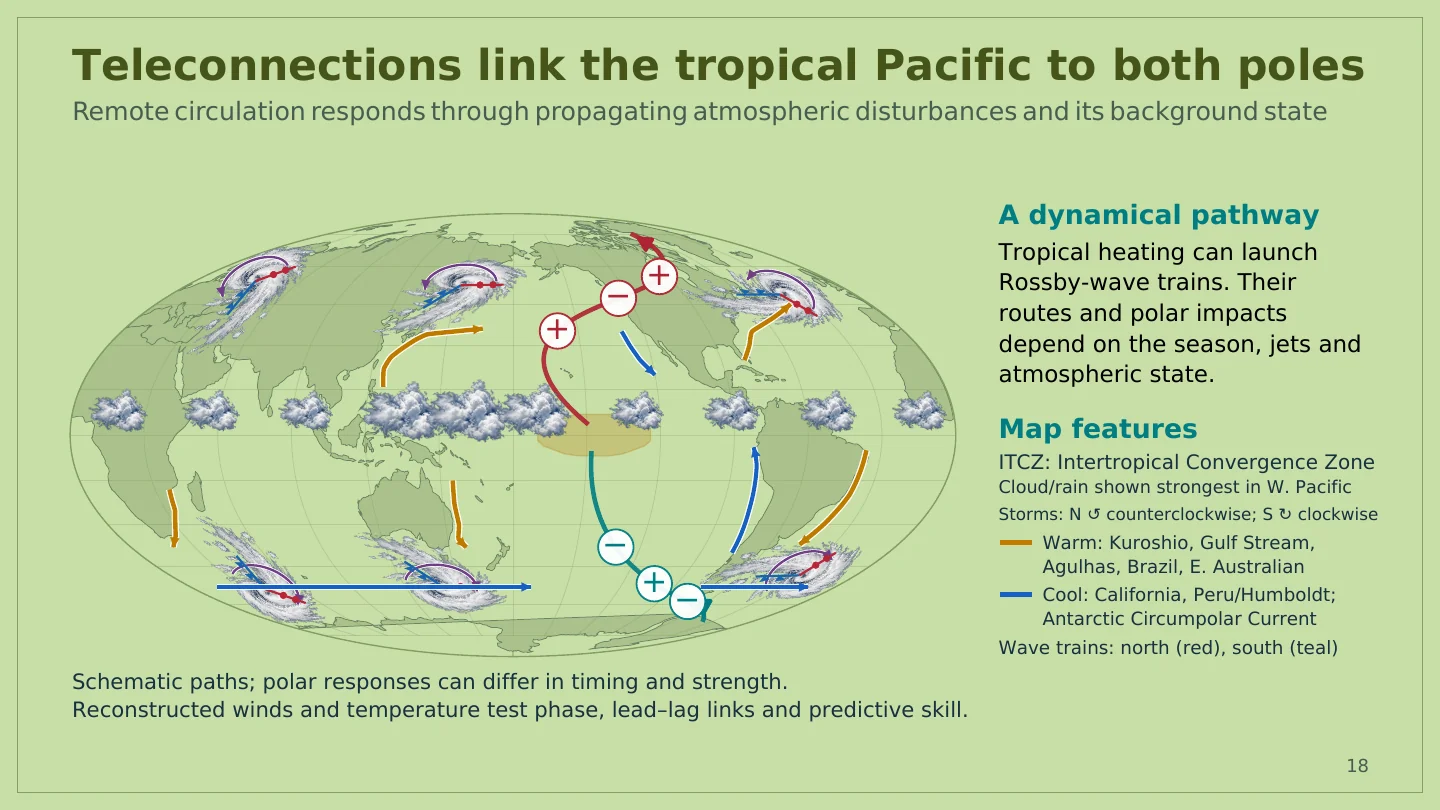 Teleconnections link the tropical Pacific to both poles
Remote circulation responds through propagating atmospheric disturbances and its background state
A dynamical pathway
Tropical heating can launch
Rossby-wave trains. Their
routes and polar impacts
depend on the season, jets and
atmospheric state.
Map features
ITCZ: Intertropical Convergence Zone
Cloud/rain shown strongest in W. Pacific
Storms: N ↺ counterclockwise; S ↻ clockwise
Warm: Kuroshio, Gulf Stream,
Agulhas, Brazil, E. Australian
Cool: California, Peru/Humboldt;
Antarctic Circumpolar Current
Wave trains: north (red), south (teal)
+
−
+
−
+
−
Schematic paths; polar responses can differ in timing and strength.
Reconstructed winds and temperature test phase, lead–lag links and predictive skill.
18